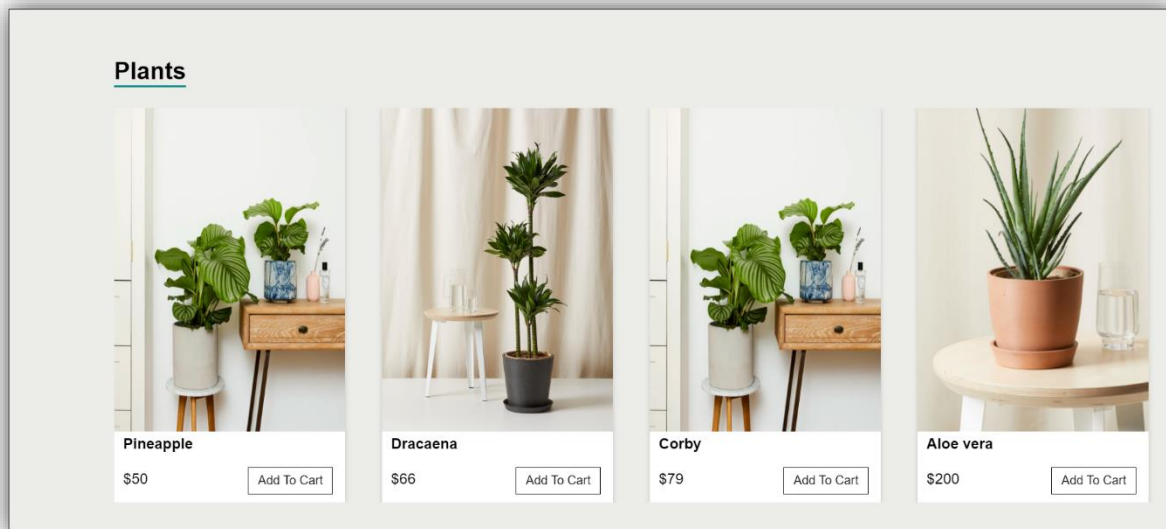 Plants
Pineapple
$50
Add To Cart
Dracaena
$66
Add To Cart
Corby
$79
Add To Cart
Aloe vera
$200
Add To Cart